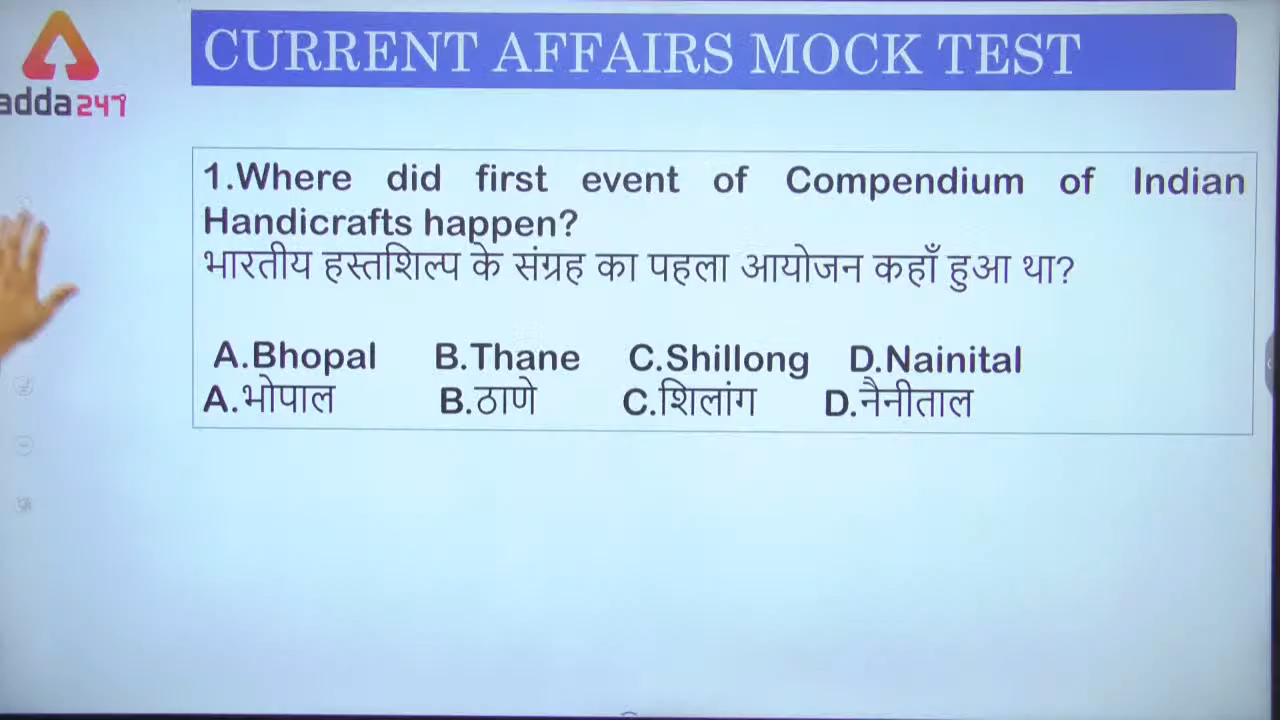 CURRENT AFFAIRS MOCK TEST
adda247
1.Where did first event of Compendium of Indian
Handicrafts happen?
भारतीय हस्तशिल्प के संग्रह का पहला आयोजन कहाँ हुआ था?
A.Bhopal B.Thane C.Shillong D.Nainital
A.भोपाल B.ठाणे C.शिलांग D.नैनीताल